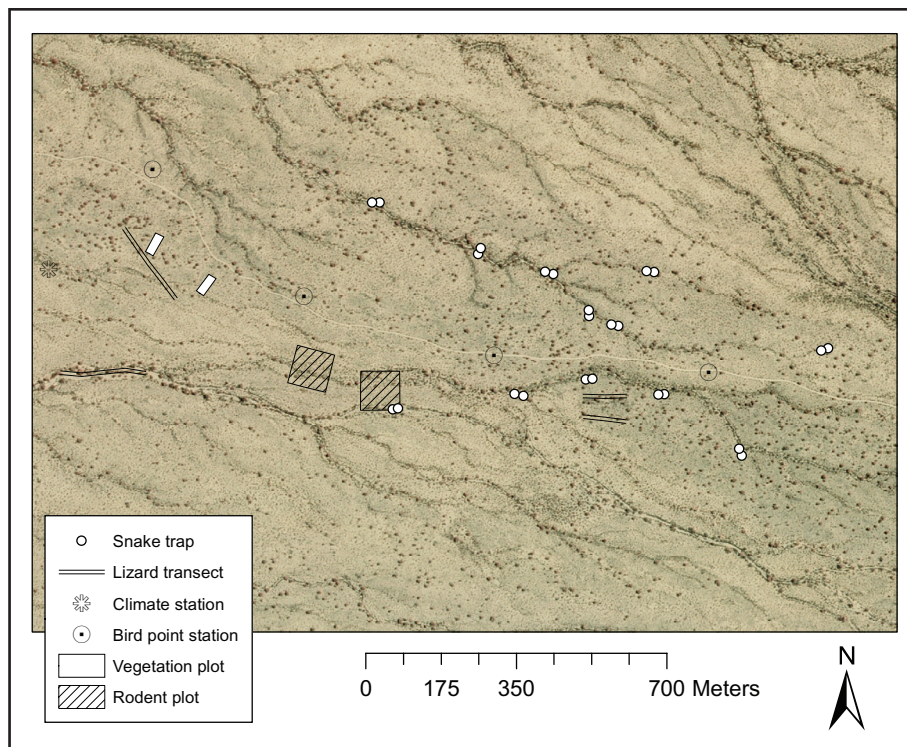 Snake trap
Lizard transect
Climate station
Bird point station
Vegetation plot
Rodent plot
0 175 350 700 Meters
N